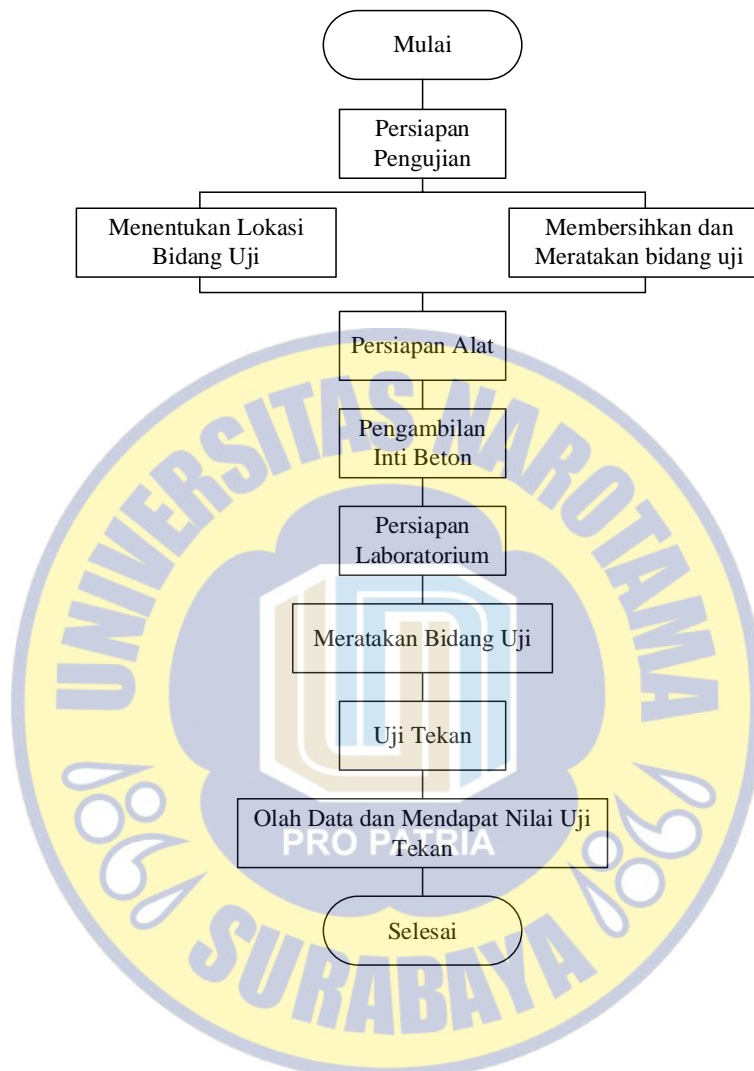 Mulai
Persiapan
Pengujian
Menentukan Lokasi
Bidang Uji
Membersihkan dan
Meratakan bidang uji
Persiapan Alat
Pengambilan
Inti Beton
Persiapan
Laboratorium
Meratakan Bidang Uji
Uji Tekan
Olah Data dan Mendapat Nilai Uji
Tekan
Selesai
UNIVERSITAS NAROTAMA
PRO PATRIA
SURABAYA